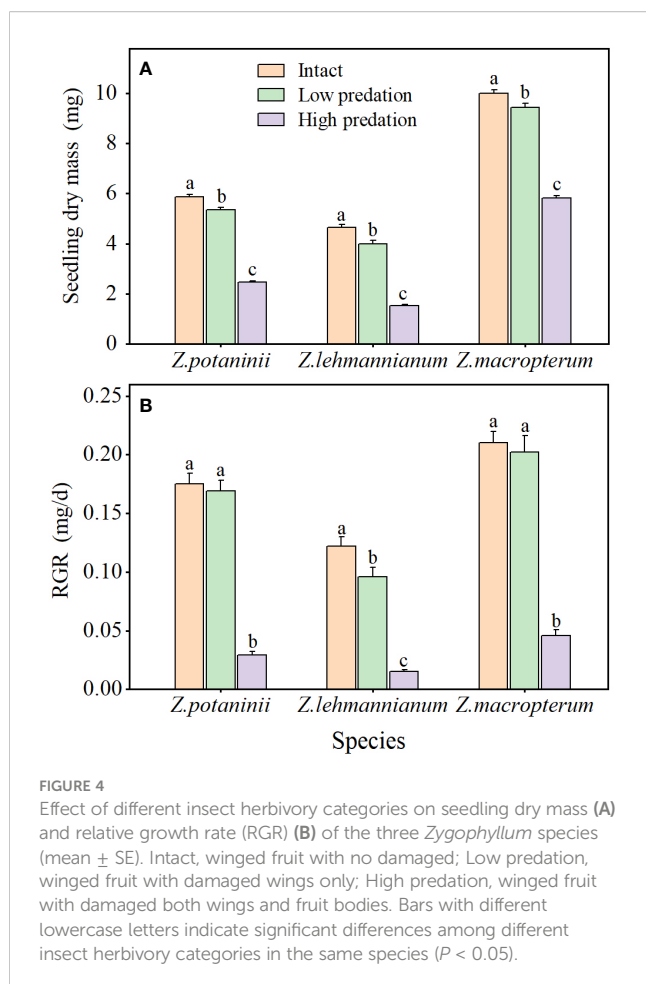 A
Intact
Low predation
High predation
Seedling dry mass (mg)
10
8
6
4
2
0
a
b
c
a
b
c
a
b
c
Z.potaninii Z.lehmannianum Z.macropterum
B
RGR (mg/d)
0.25
0.20
0.15
0.10
0.05
0.00
a
a
b
a
b
c
a
a
b
Z.potaninii Z.lehmannianum Z.macropterum
Species
FIGURE 4
Effect of different insect herbivory categories on seedling dry mass (A)
and relative growth rate (RGR) (B) of the three Zygophyllum species
(mean ± SE). Intact, winged fruit with no damaged; Low predation,
winged fruit with damaged wings only; High predation, winged fruit
with damaged both wings and fruit bodies. Bars with different
lowercase letters indicate significant differences among different
insect herbivory categories in the same species (P < 0.05).